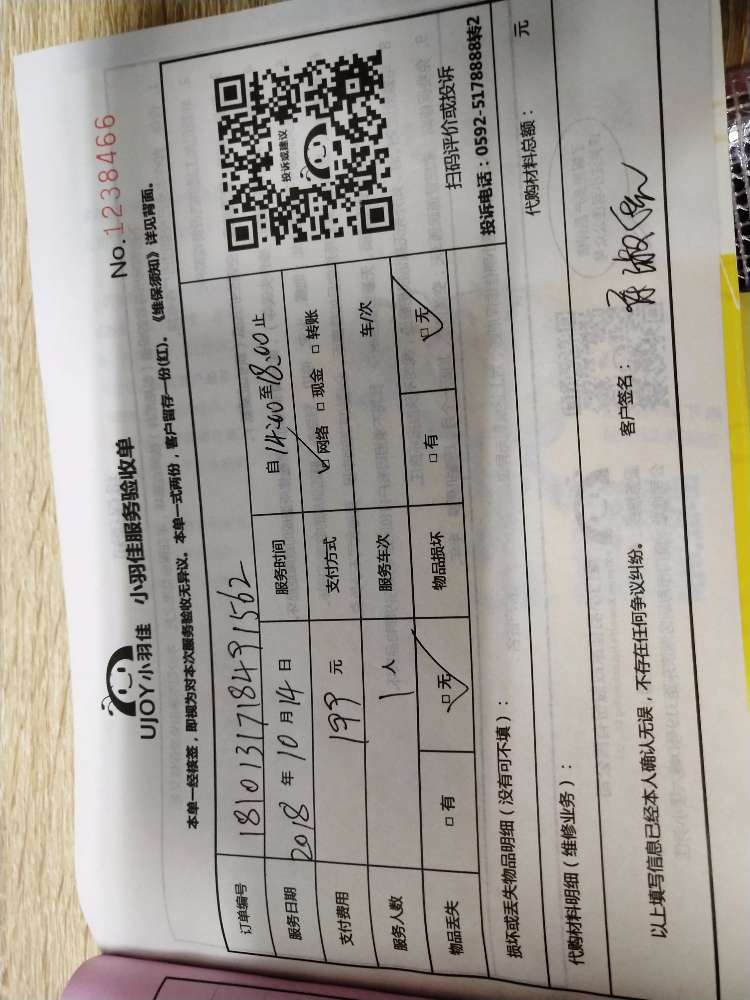 No.1238466
UJOY小羽佳 小羽佳服务验收单
本单一经核签，即视为对本次服务验收无异议。本单一式两份，客户留存一份(红)。《维保须知》详见背面。
订单编号 181013171849 1562
服务日期 2018 年 10 月 14 日 服务时间 自 14:00 至 18:00 止
支付费用 199 元 支付方式 ☑ 网络 □ 现金 □ 转账
服务人数 1 人 服务车次 车/次
物品丢失 □ 有 ☑ 无 物品损坏 □ 有 ☑ 无
投诉或建议
扫码评价或投诉
投诉电话：0592-5178888转2
损坏或丢失物品明细（没有可不填）：
代购材料明细（维修业务）： 代购材料总额： 元
以上填写信息已经本人确认无误，不存在任何争议纠纷。 客户签名：